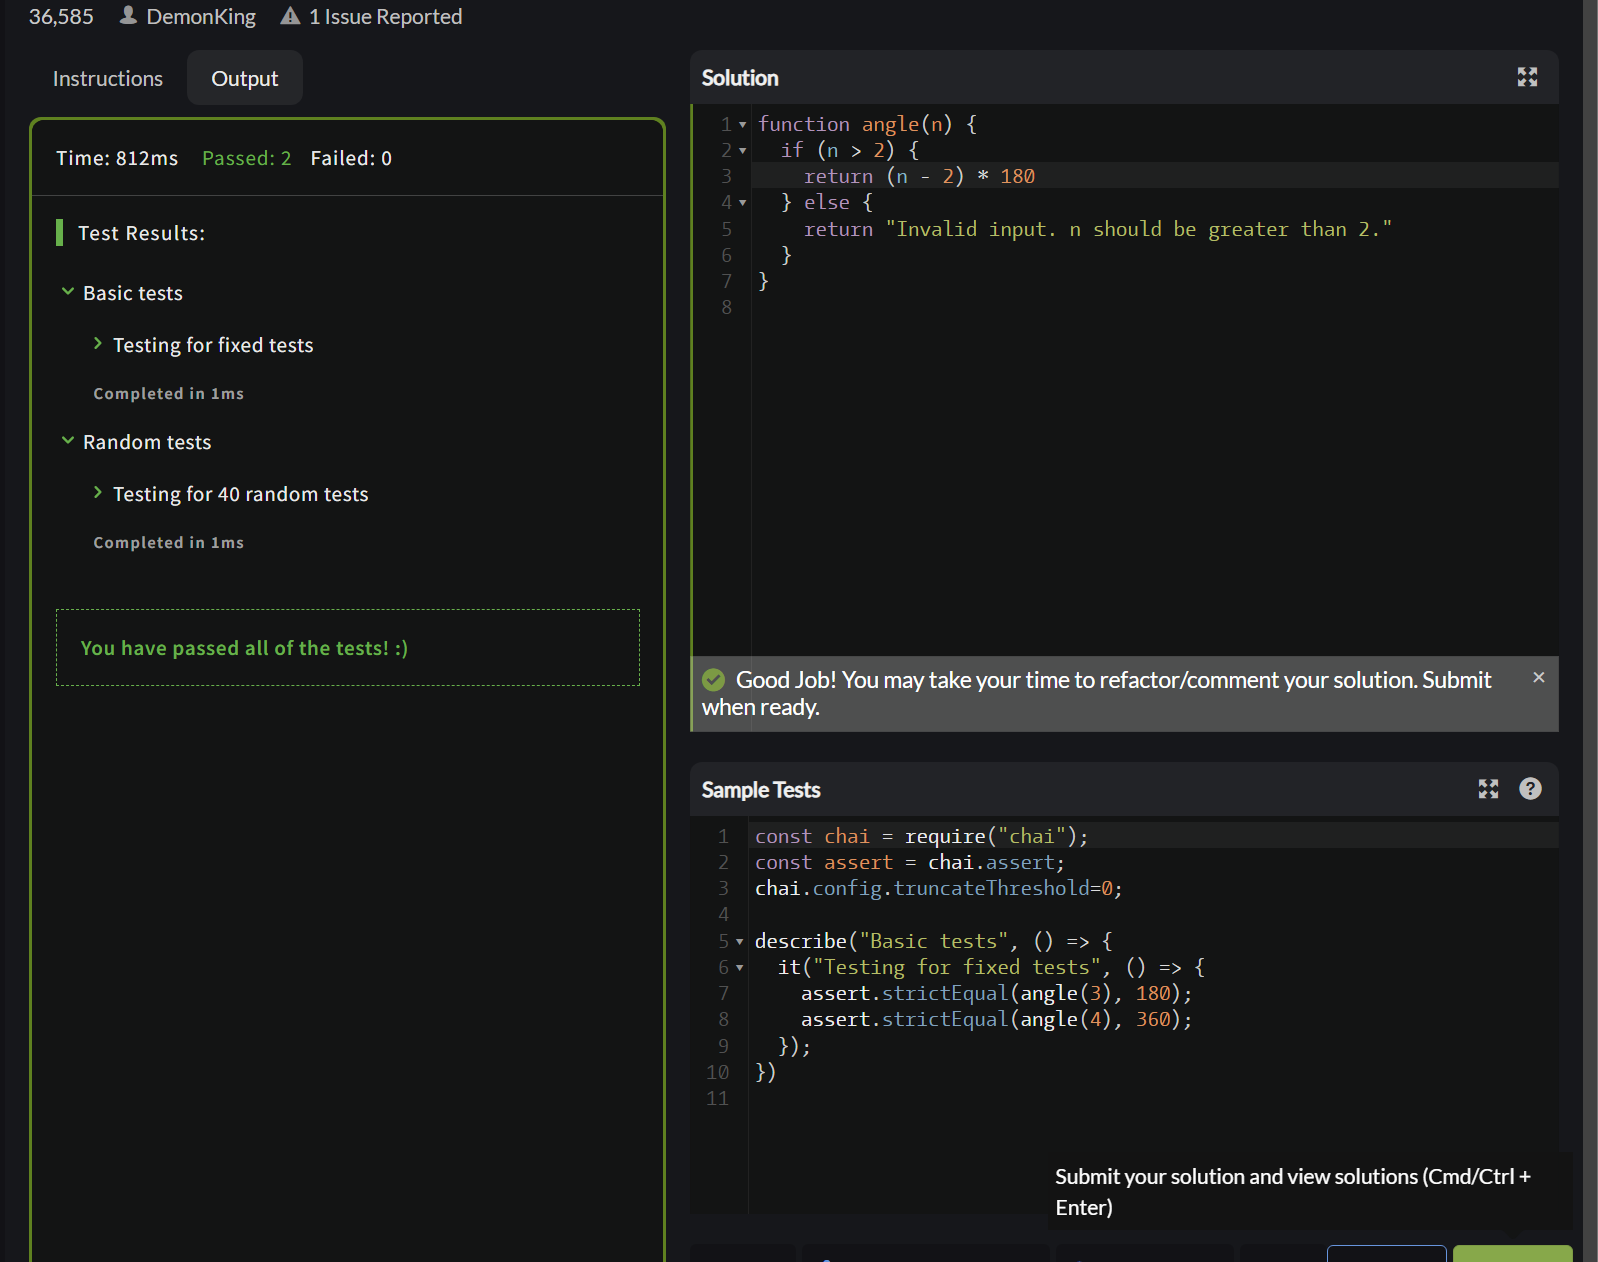 36,585 DemonKing 1 Issue Reported
Instructions Output
Time: 812ms Passed: 2 Failed: 0
Test Results:
Basic tests
Testing for fixed tests
Completed in 1ms
Random tests
Testing for 40 random tests
Completed in 1ms
You have passed all of the tests! :)
Solution
1 function angle(n) {
2   if (n > 2) {
3     return (n - 2) * 180
4   } else {
5     return "Invalid input. n should be greater than 2."
6   }
7 }
8
Good Job! You may take your time to refactor/comment your solution. Submit
when ready.
Sample Tests
1 const chai = require("chai");
2 const assert = chai.assert;
3 chai.config.truncateThreshold=0;
4
5 describe("Basic tests", () => {
6   it("Testing for fixed tests", () => {
7     assert.strictEqual(angle(3), 180);
8     assert.strictEqual(angle(4), 360);
9   });
10 })
11
Submit your solution and view solutions (Cmd/Ctrl +
Enter)